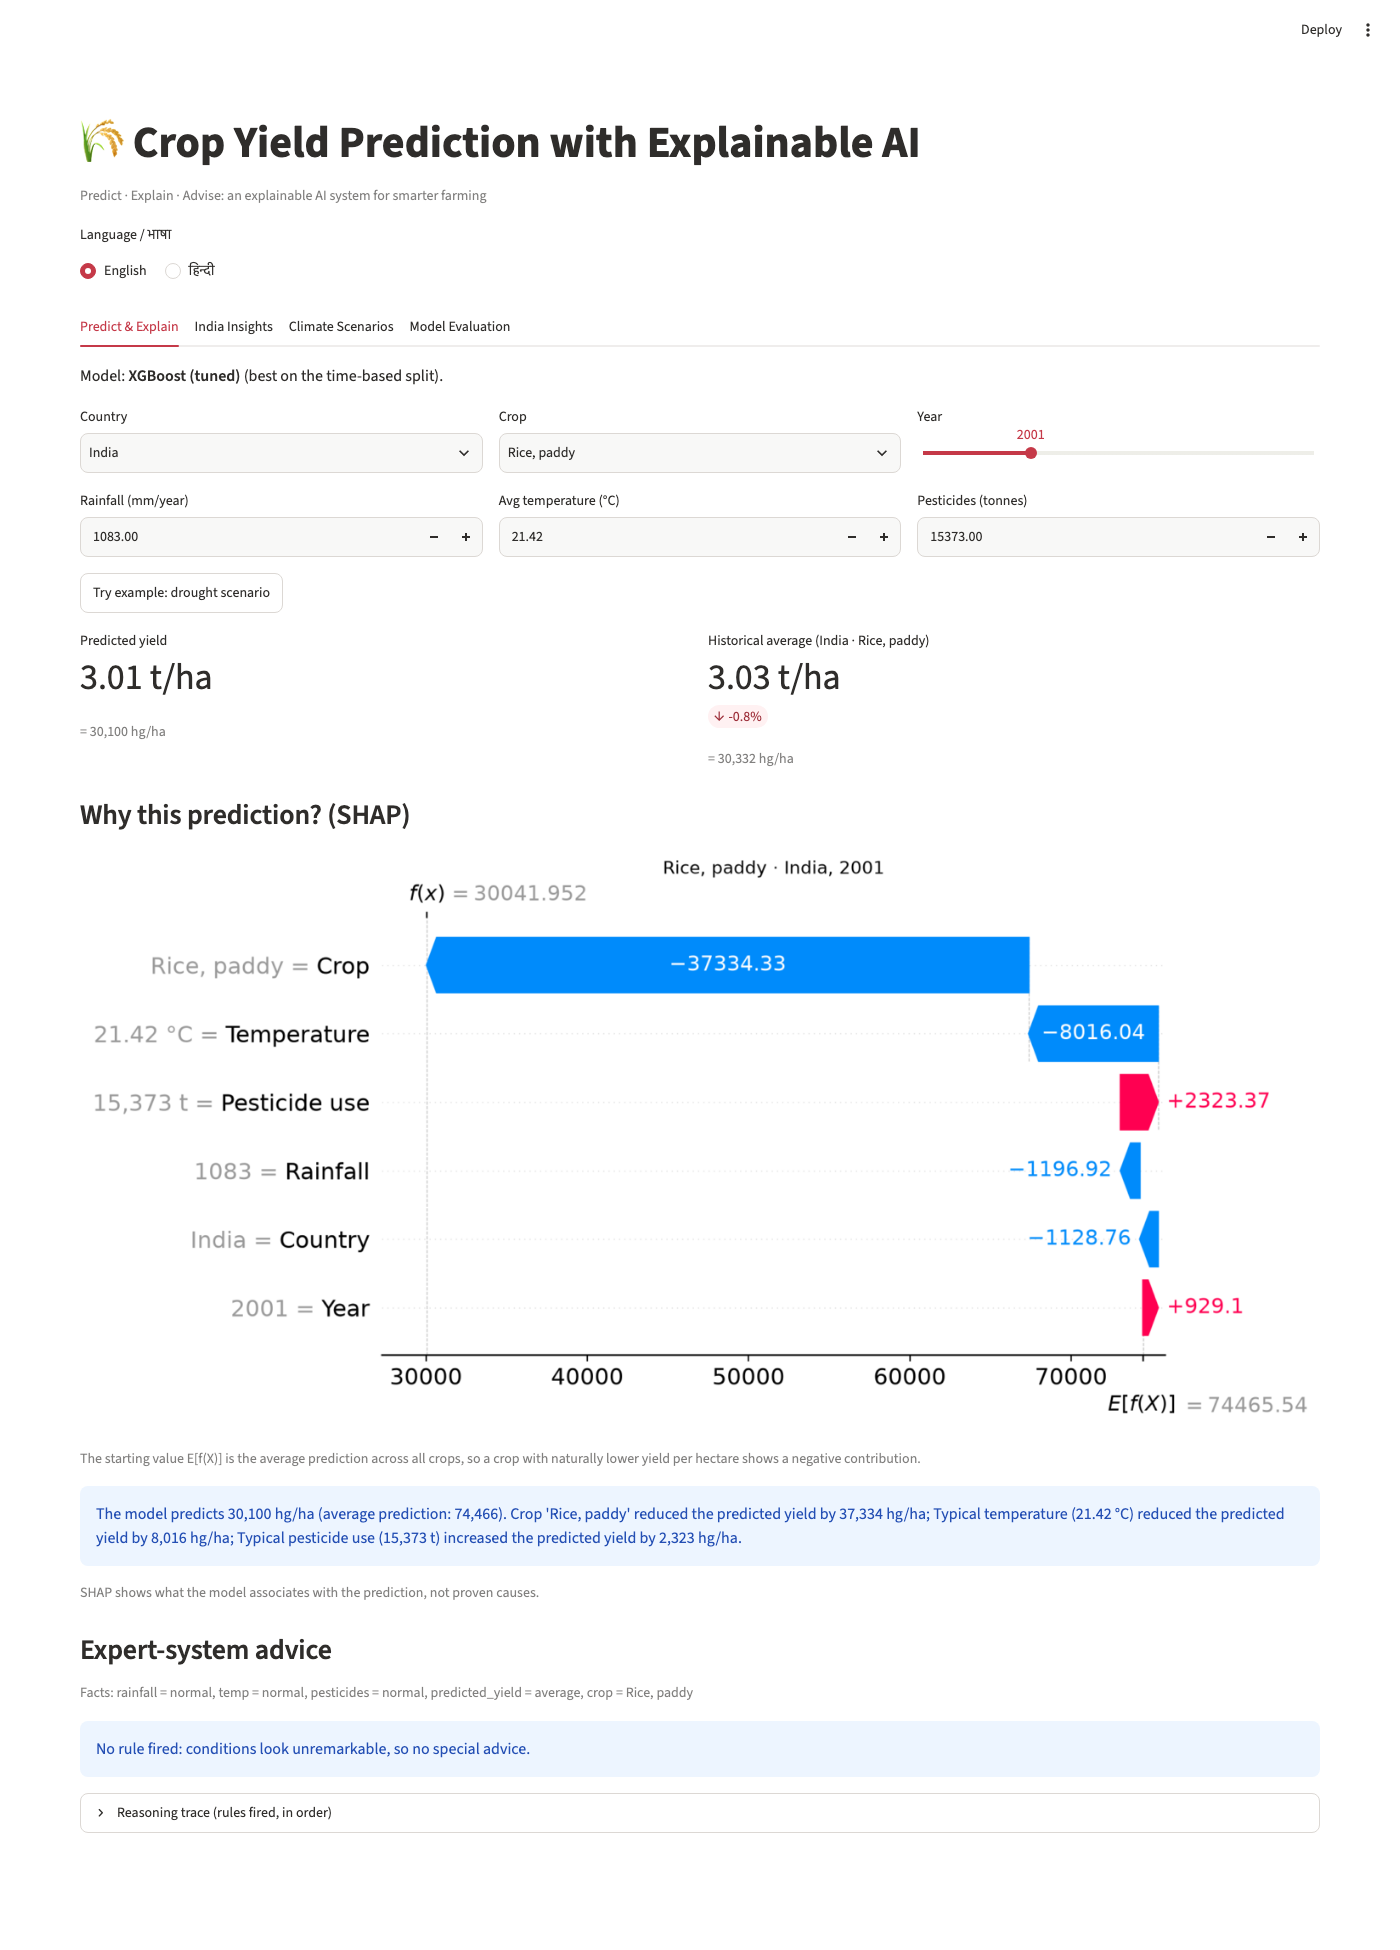 Deploy
Crop Yield Prediction with Explainable AI
Predict · Explain · Advise: an explainable AI system for smarter farming
Language / भाषा
English हिन्दी
Predict & Explain India Insights Climate Scenarios Model Evaluation
Model: XGBoost (tuned) (best on the time-based split).
Country Crop Year
2001
India Rice, paddy
Rainfall (mm/year) Avg temperature (°C) Pesticides (tonnes)
1083.00 − + 21.42 − + 15373.00 − +
Try example: drought scenario
Predicted yield Historical average (India · Rice, paddy)
3.01 t/ha 3.03 t/ha
↓ -0.8%
= 30,100 hg/ha
= 30,332 hg/ha
Why this prediction? (SHAP)
Rice, paddy · India, 2001
f(x) = 30041.952
Rice, paddy = Crop −37334.33
21.42 °C = Temperature −8016.04
15,373 t = Pesticide use +2323.37
1083 = Rainfall −1196.92
India = Country −1128.76
2001 = Year +929.1
30000 40000 50000 60000 70000
E[f(X)] = 74465.54
The starting value E[f(X)] is the average prediction across all crops, so a crop with naturally lower yield per hectare shows a negative contribution.
The model predicts 30,100 hg/ha (average prediction: 74,466). Crop 'Rice, paddy' reduced the predicted yield by 37,334 hg/ha; Typical temperature (21.42 °C) reduced the predicted
yield by 8,016 hg/ha; Typical pesticide use (15,373 t) increased the predicted yield by 2,323 hg/ha.
SHAP shows what the model associates with the prediction, not proven causes.
Expert-system advice
Facts: rainfall = normal, temp = normal, pesticides = normal, predicted_yield = average, crop = Rice, paddy
No rule fired: conditions look unremarkable, so no special advice.
Reasoning trace (rules fired, in order)